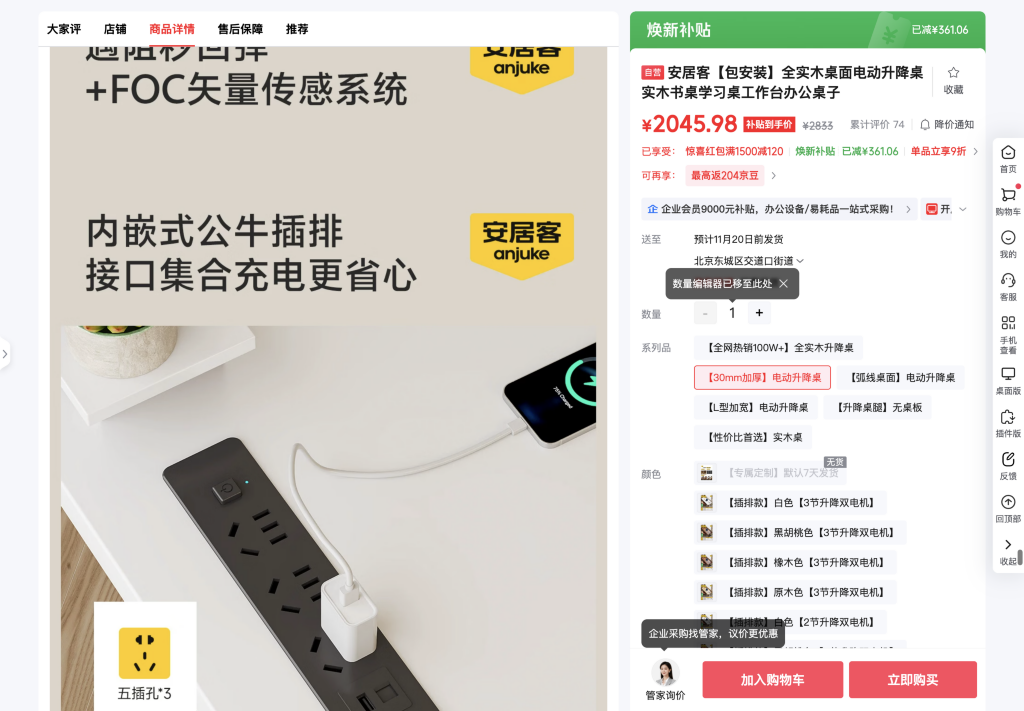 大家评
店铺
商品详情
售后保障
推荐
遇阻秒回弹
+FOC矢量传感系统
安居客
anjuke
内嵌式公牛插排
接口集合充电更省心
安居客
anjuke
75% Charged
五插孔*3
焕新补贴
已减¥361.06
自营 安居客【包安装】全实木桌面电动升降桌
实木书桌学习桌工作台办公桌子
收藏
¥2045.98 补贴到手价 ¥2833 累计评价 74 降价通知
已享受: 惊喜红包满1500减120 焕新补贴 已减¥361.06 单品立享9折
可再享: 最高返204京豆
企 企业会员9000元补贴，办公设备/易耗品一站式采购！ 开.
送至 预计11月20日前发货
北京东城区交道口街道
数量编辑器已移至此处
数量 - 1 +
系列品 【全网热销100W+】全实木升降桌
【30mm加厚】电动升降桌 【弧线桌面】电动升降桌
【L型加宽】电动升降桌 【升降桌腿】无桌板
【性价比首选】实木桌
无货
颜色 【专属定制】默认7天发货
【插排款】白色【3节升降双电机】
【插排款】黑胡桃色【3节升降双电机】
【插排款】橡木色【3节升降双电机】
【插排款】原木色【3节升降双电机】
【插排款】白色【2节升降双电机】
企业采购找管家，议价更优惠
管家询价
加入购物车
立即购买
首页
购物车
我的
客服
手机
查看
桌面版
插件版
反馈
回顶部
收起